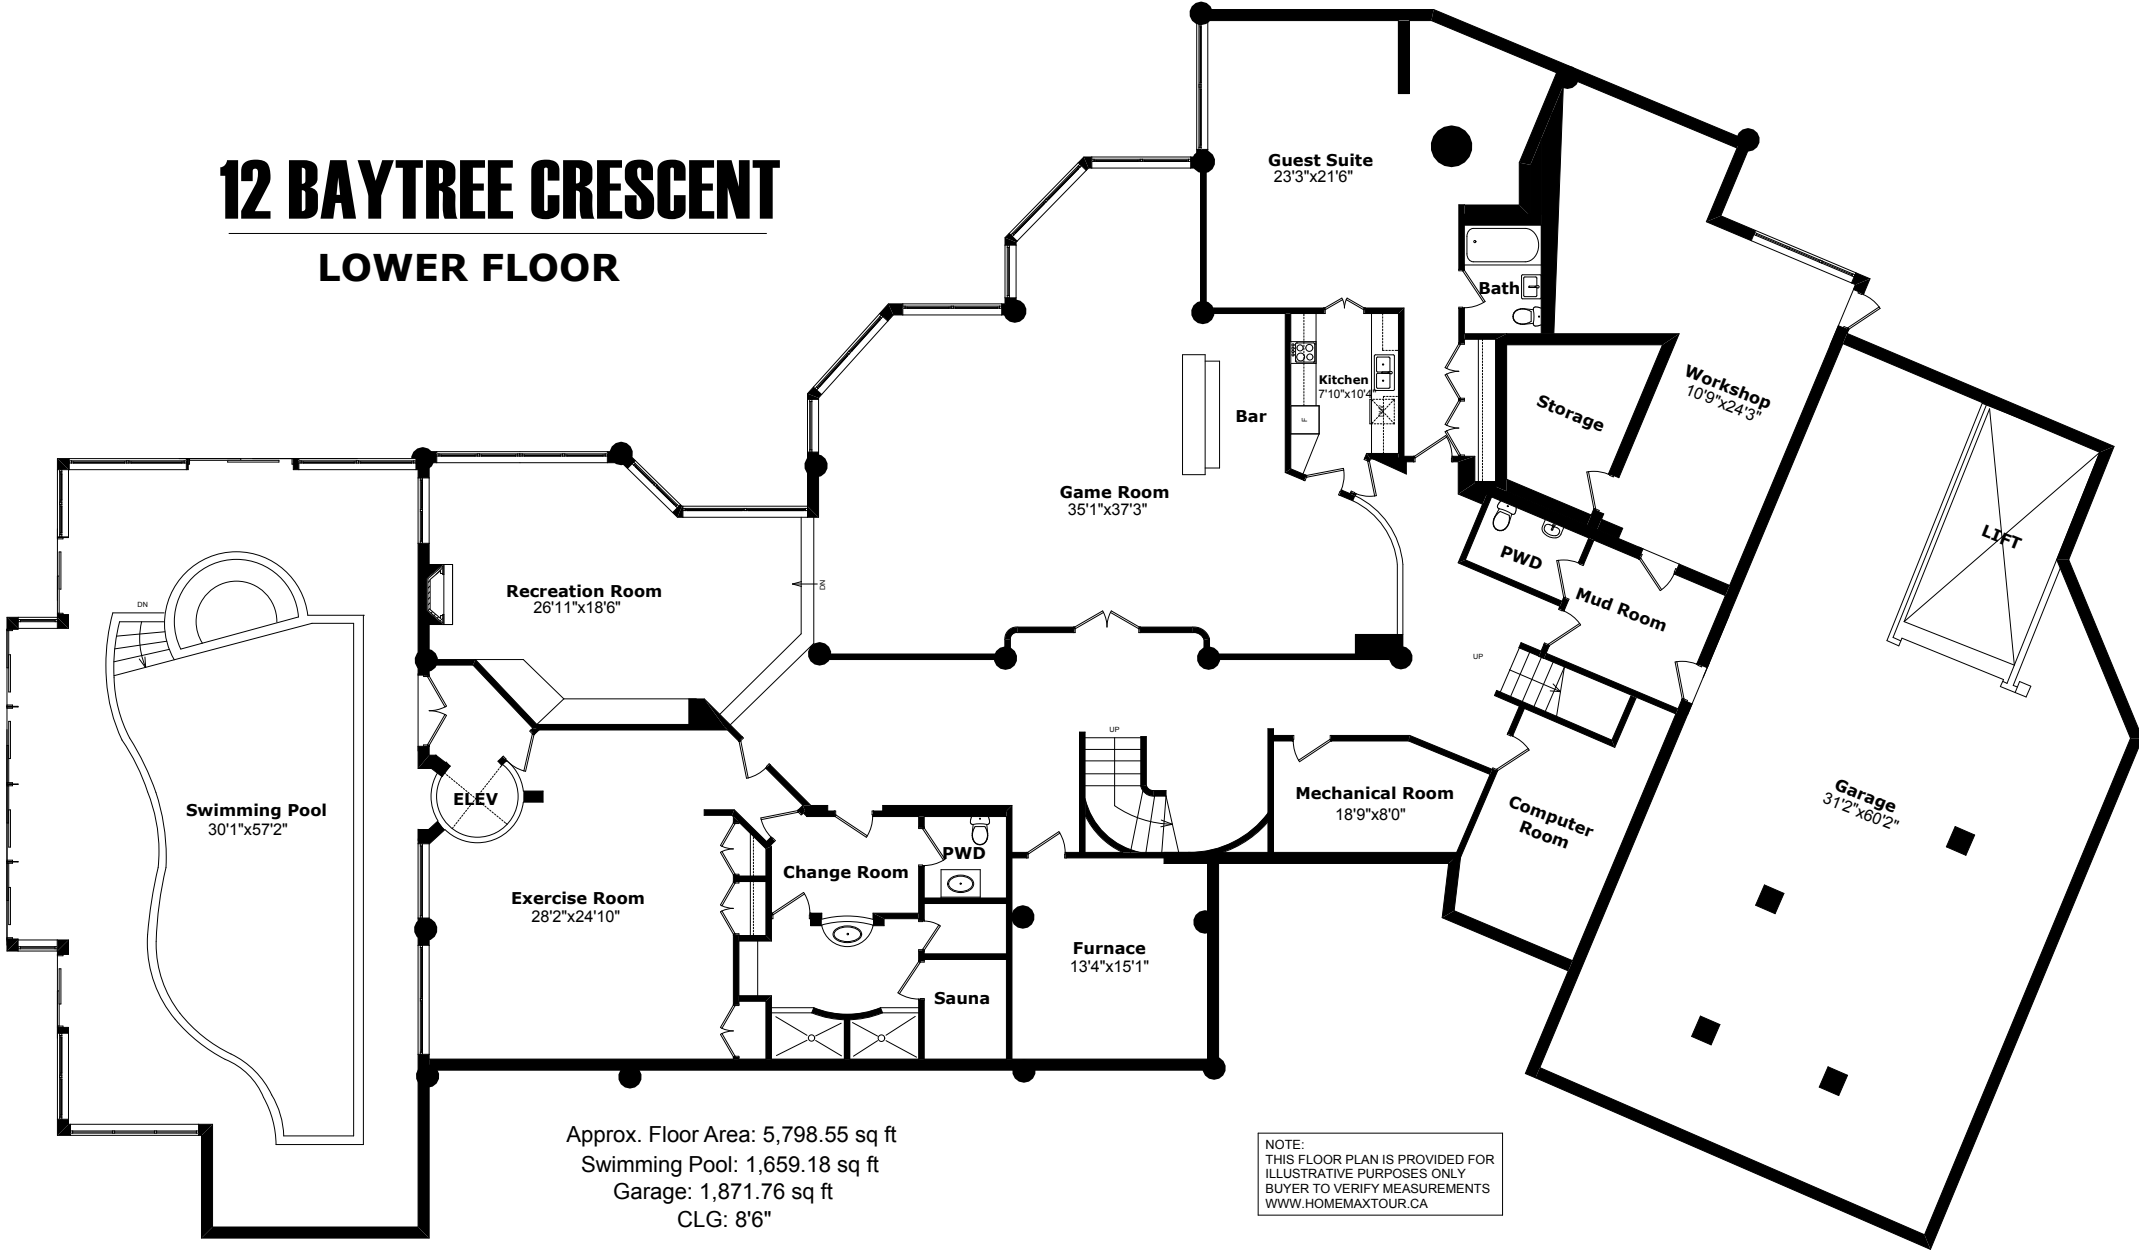 12 BAYTREE CRESCENT
LOWER FLOOR
Guest Suite
23'3"x21'6"
Bath
Kitchen
7'10"x10'4"
F
Bar
Storage
Workshop
10'9"x24'3"
Game Room
35'1"x37'3"
LIFT
PWD
Mud Room
Recreation Room
26'11"x18'6"
DN
DN
UP
UP
ELEV
Swimming Pool
30'1"x57'2"
Mechanical Room
18'9"x8'0"
Computer
Room
Garage
31'2"x60'2"
PWD
Change Room
Exercise Room
28'2"x24'10"
Furnace
13'4"x15'1"
Sauna
Approx. Floor Area: 5,798.55 sq ft
Swimming Pool: 1,659.18 sq ft
Garage: 1,871.76 sq ft
CLG: 8'6"
NOTE:
THIS FLOOR PLAN IS PROVIDED FOR
ILLUSTRATIVE PURPOSES ONLY
BUYER TO VERIFY MEASUREMENTS
WWW.HOMEMAXTOUR.CA